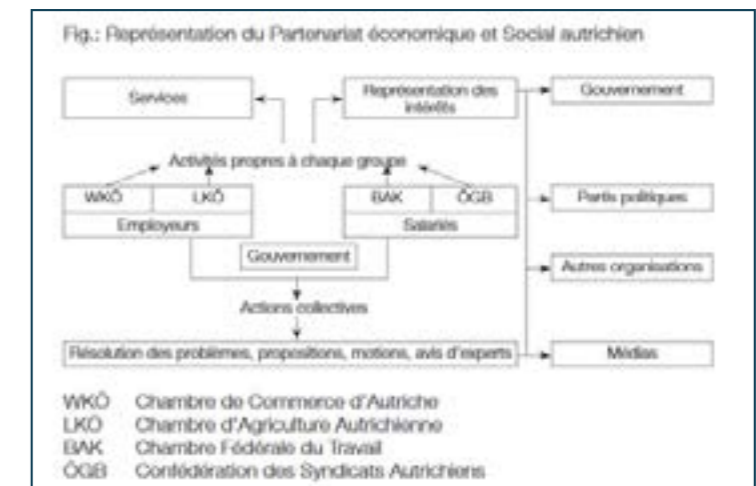 Fig.: Représentation du Partenariat économique et Social autrichien
Services
Représentation des
intérêts
Gouvernement
Activités propres à chaque groupe
WKÖ
LKÖ
BAK
ÖGB
Partis politiques
Employeurs
Salariés
Gouvernement
Autres organisations
Actions collectives
Résolution des problèmes, propositions, motions, avis d'experts
Médias
WKÖ Chambre de Commerce d'Autriche
LKÖ Chambre d'Agriculture Autrichienne
BAK Chambre Fédérale du Travail
ÖGB Confédération des Syndicats Autrichiens